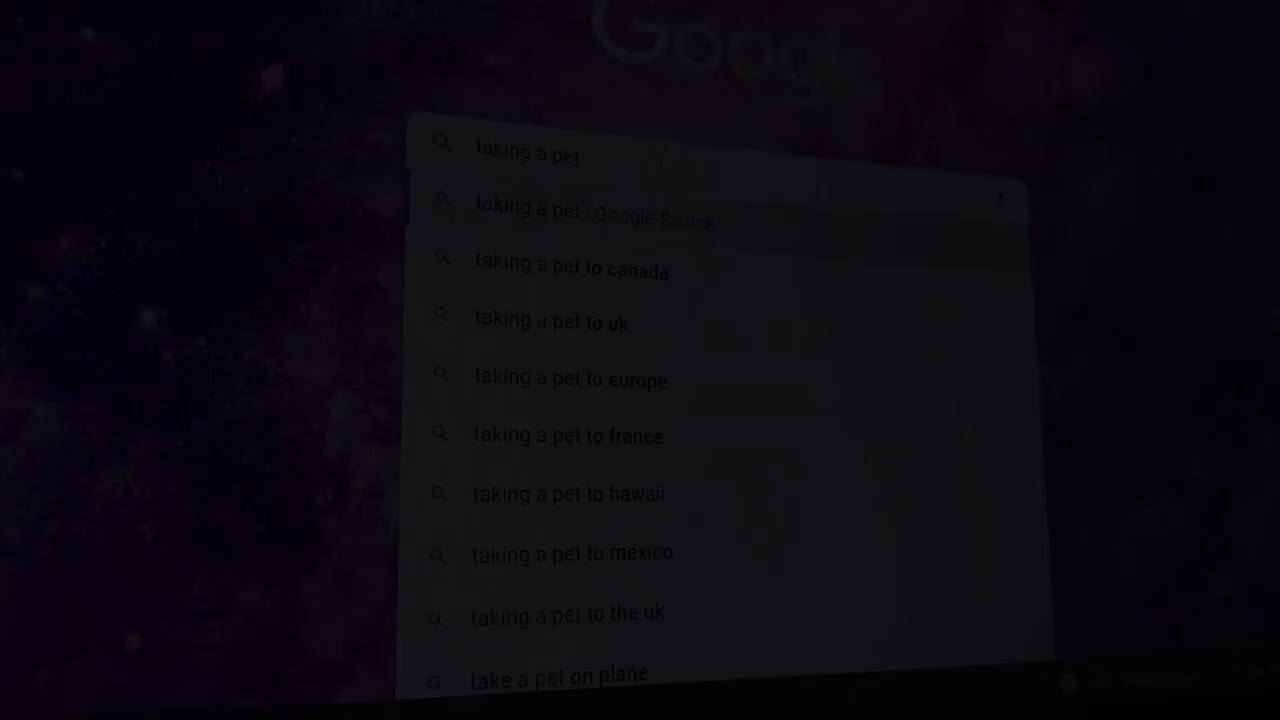 Google
taking a pet
taking a pet - Google Search
taking a pet to canada
taking a pet to uk
taking a pet to europe
taking a pet to france
taking a pet to hawaii
taking a pet to mexico
taking a pet to the uk
take a pet on plane